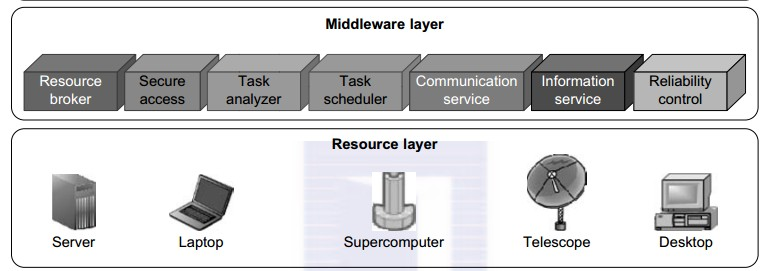 Middleware layer
Resource
broker
Secure
access
Task
analyzer
Task
scheduler
Communication
service
Information
service
Reliability
control
Resource layer
Server
Laptop
Supercomputer
Telescope
Desktop